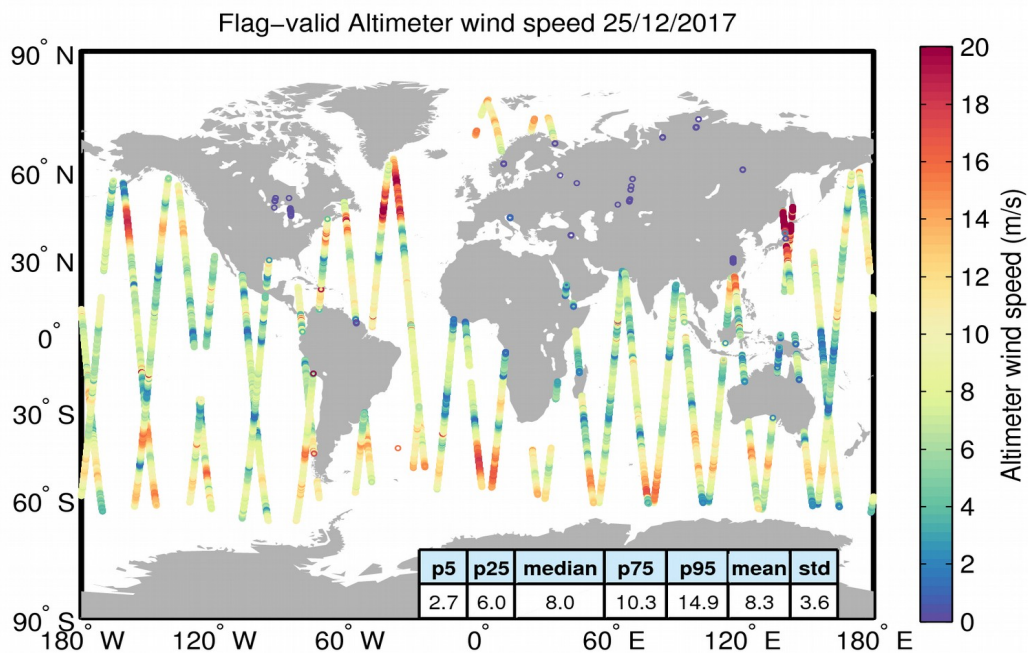 Flag-valid Altimeter wind speed 25/12/2017
90° N
60° N
30° N
0°
30° S
60° S
90° S
180° W
120° W
60° W
0°
60° E
120° E
180° E
p5 p25 median p75 p95 mean std
2.7 6.0 8.0 10.3 14.9 8.3 3.6
20
18
16
14
12
10
8
6
4
2
0
Altimeter wind speed (m/s)